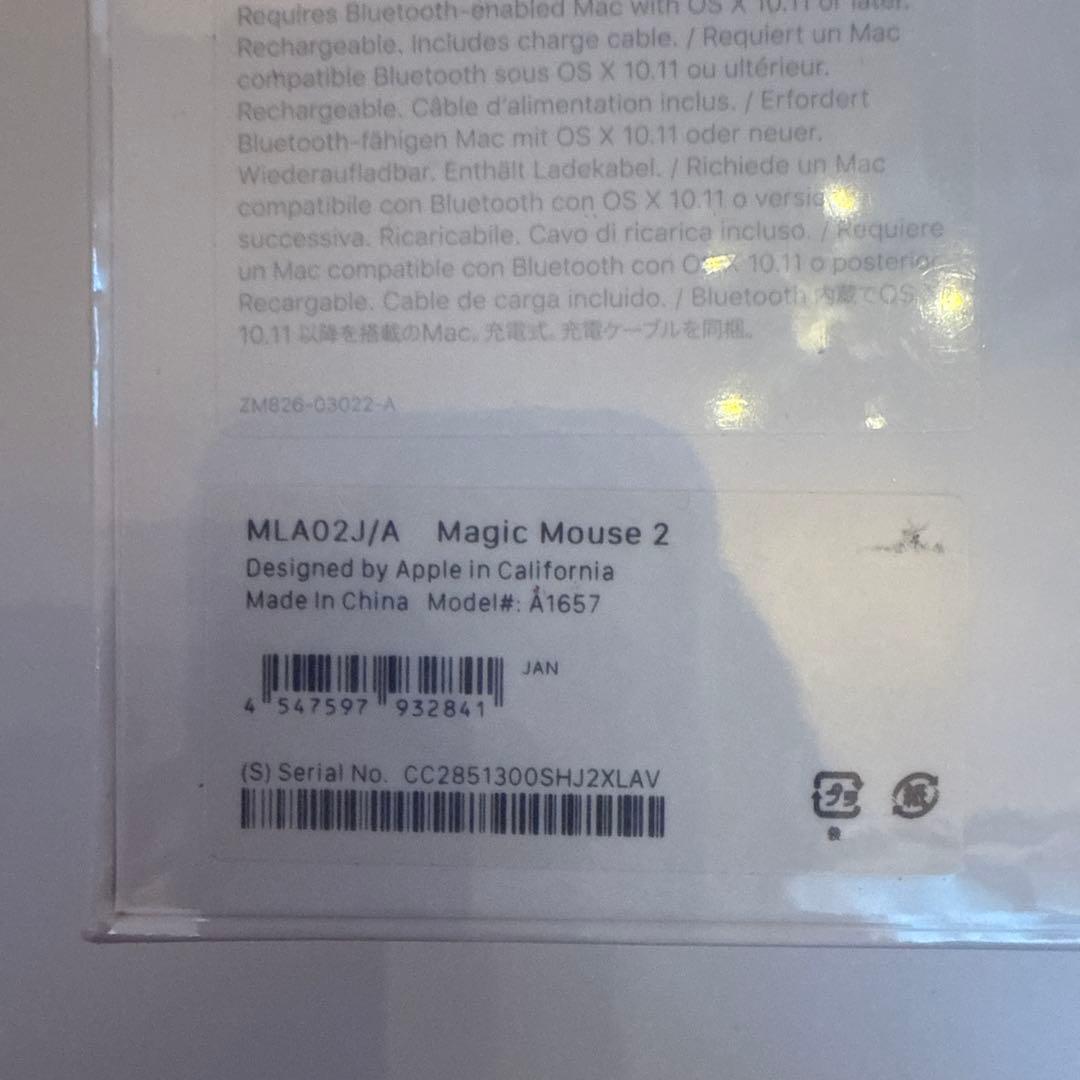 Requires Bluetooth-enabled Mac with OS X 10.11 or later.
Rechargeable. Includes charge cable. / Requiert un Mac
compatible Bluetooth sous OS X 10.11 ou ultérieur.
Rechargeable. Câble d'alimentation inclus. / Erfordert
Bluetooth-fähigen Mac mit OS X 10.11 oder neuer.
Wiederaufladbar. Enthält Ladekabel. / Richiede un Mac
compatibile con Bluetooth con OS X 10.11 o versione
successiva. Ricaricabile. Cavo di ricarica incluso. / Requiere
un Mac compatible con Bluetooth con OS X 10.11 o posterior.
Recargable. Cable de carga incluido. / Bluetooth 内蔵でOS X
10.11 以降を搭載のMac。充電式。充電ケーブルを同梱。
ZM826-03022-A
MLA02J/A Magic Mouse 2
Designed by Apple in California
Made In China Model#: A1657
JAN
4 547597 932841
(S) Serial No. CC2851300SHJ2XLAV
プラ 紙